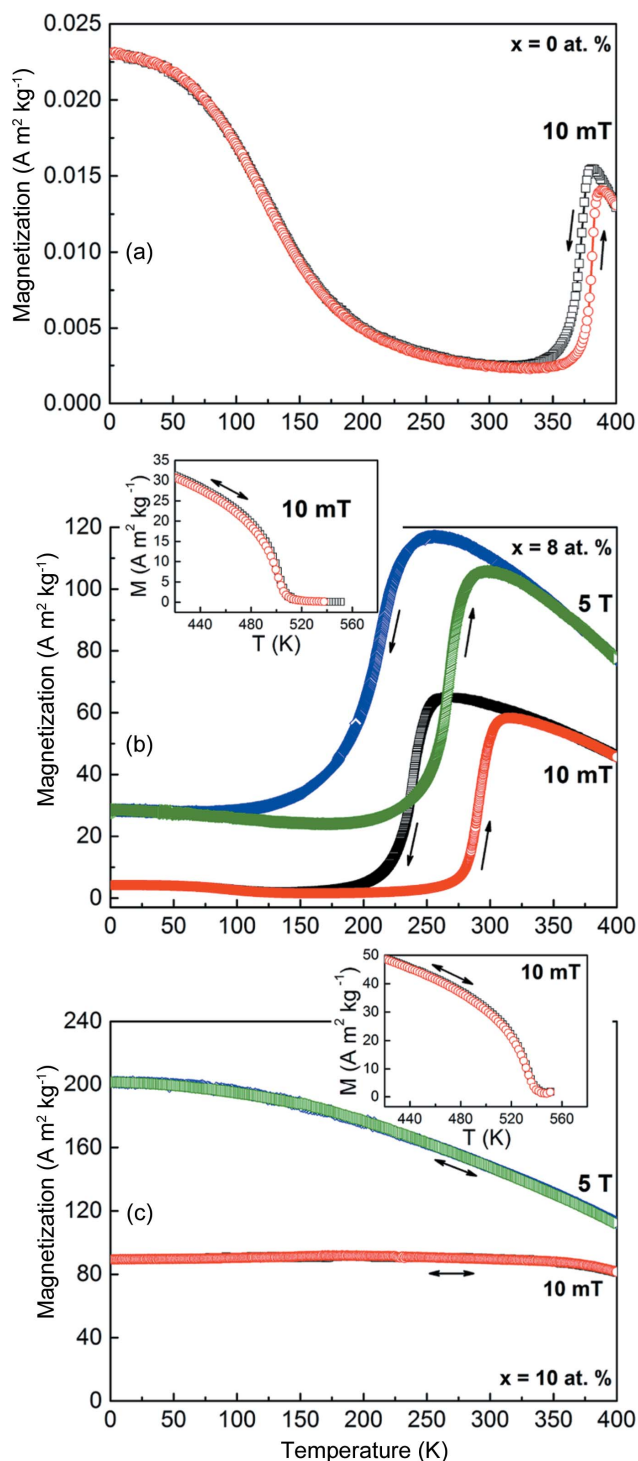 0.025
0.020
0.015
0.010
0.005
0.000
Magnetization (A m² kg⁻¹)
x = 0 at. %
10 mT
(a)
0 50 100 150 200 250 300 350 400
M (A m² kg⁻¹)
35
30
25
20
15
10
5
0
10 mT
440 480 520 560
T (K)
120
100
80
60
40
20
0
Magnetization (A m² kg⁻¹)
x = 8 at. %
5 T
(b)
10 mT
0 50 100 150 200 250 300 350 400
M (A m² kg⁻¹)
50
40
30
20
10
0
10 mT
440 480 520 560
T (K)
240
200
160
120
80
40
0
Magnetization (A m² kg⁻¹)
5 T
(c)
10 mT
x = 10 at. %
0 50 100 150 200 250 300 350 400
Temperature (K)